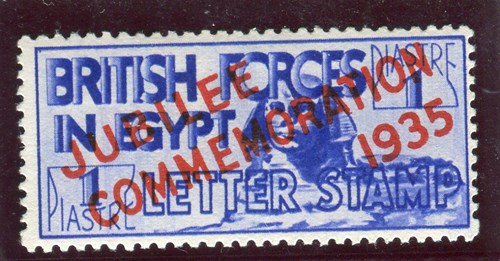 BRITISH FORCES
IN EGYPT
PIASTRE
1
JUBILEE
COMMEMORATION
1935
1
PIASTRE
LETTER STAMP